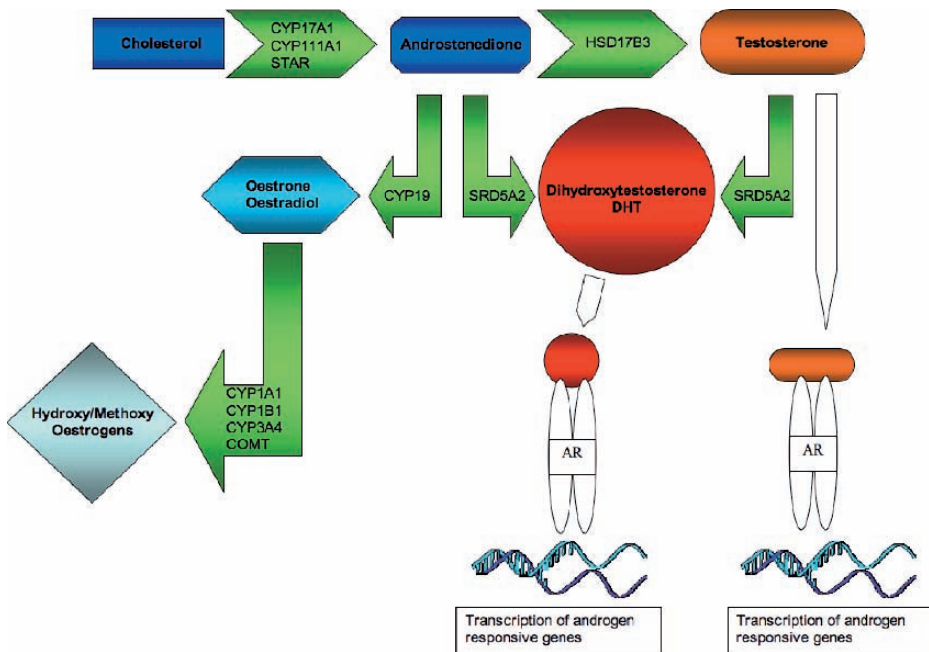 Cholesterol
CYP17A1
CYP111A1
STAR
Androstenedione
HSD17B3
Testosterone
Oestrone
Oestradiol
CYP19
SRD5A2
Dihydroxytestosterone
DHT
SRD5A2
Hydroxy/Methoxy
Oestrogens
CYP1A1
CYP1B1
CYP3A4
COMT
AR
AR
Transcription of androgen
responsive genes
Transcription of androgen
responsive genes